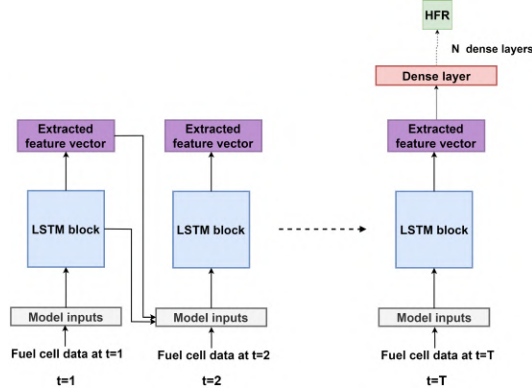 HFR
N dense layers
Dense layer
Extracted
feature vector
Extracted
feature vector
Extracted
feature vector
LSTM block
LSTM block
LSTM block
Model inputs
Model inputs
Model inputs
Fuel cell data at t=1
Fuel cell data at t=2
Fuel cell data at t=T
t=1
t=2
t=T